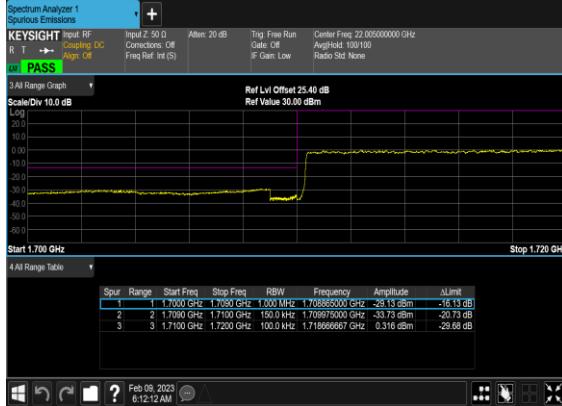 Spectrum Analyzer 1
Spurious Emissions
+
KEYSIGHT Input: RF Input Z: 50 Ω Atten: 20 dB Trig: Free Run Center Freq: 22.005000000 GHz
R T Coupling: DC Corrections: Off Gate: Off Avg|Hold: 100/100
Align: Off Freq Ref: Int (S) IF Gain: Low Radio Std: None
PASS
3 All Range Graph
Ref Lvl Offset 25.40 dB
Scale/Div 10.0 dB Ref Value 30.00 dBm
Log
20.0
10.0
0.00
-10.0
-20.0
-30.0
-40.0
-50.0
-60.0
Start 1.700 GHz Stop 1.720 GH
4 All Range Table
Spur Range Start Freq Stop Freq RBW Frequency Amplitude ΔLimit
1 1 1.7000 GHz 1.7090 GHz 1.000 MHz 1.708865000 GHz -29.13 dBm -16.13 dB
2 2 1.7090 GHz 1.7100 GHz 150.0 kHz 1.709975000 GHz -33.73 dBm -20.73 dB
3 3 1.7100 GHz 1.7200 GHz 100.0 kHz 1.718666667 GHz 0.316 dBm -29.68 dB
?
Feb 09, 2023
6:12:12 AM